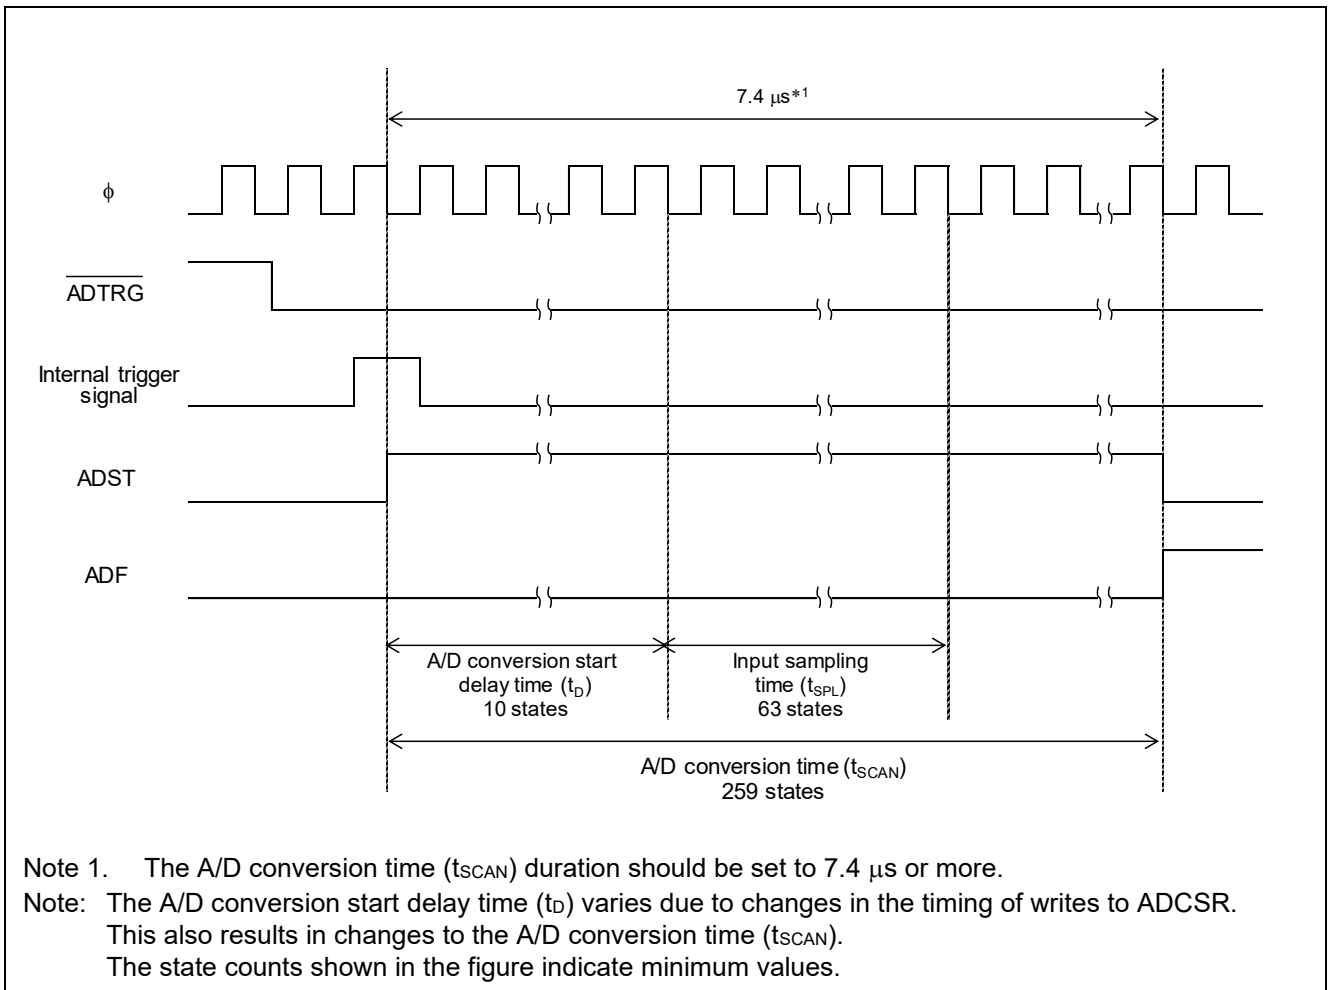 7.4 μs*1
ϕ
ADTRG
Internal trigger
signal
ADST
ADF
A/D conversion start
delay time (tD)
10 states
Input sampling
time (tSPL)
63 states
A/D conversion time (tSCAN)
259 states
Note 1. The A/D conversion time (tSCAN) duration should be set to 7.4 μs or more.
Note: The A/D conversion start delay time (tD) varies due to changes in the timing of writes to ADCSR.
This also results in changes to the A/D conversion time (tSCAN).
The state counts shown in the figure indicate minimum values.